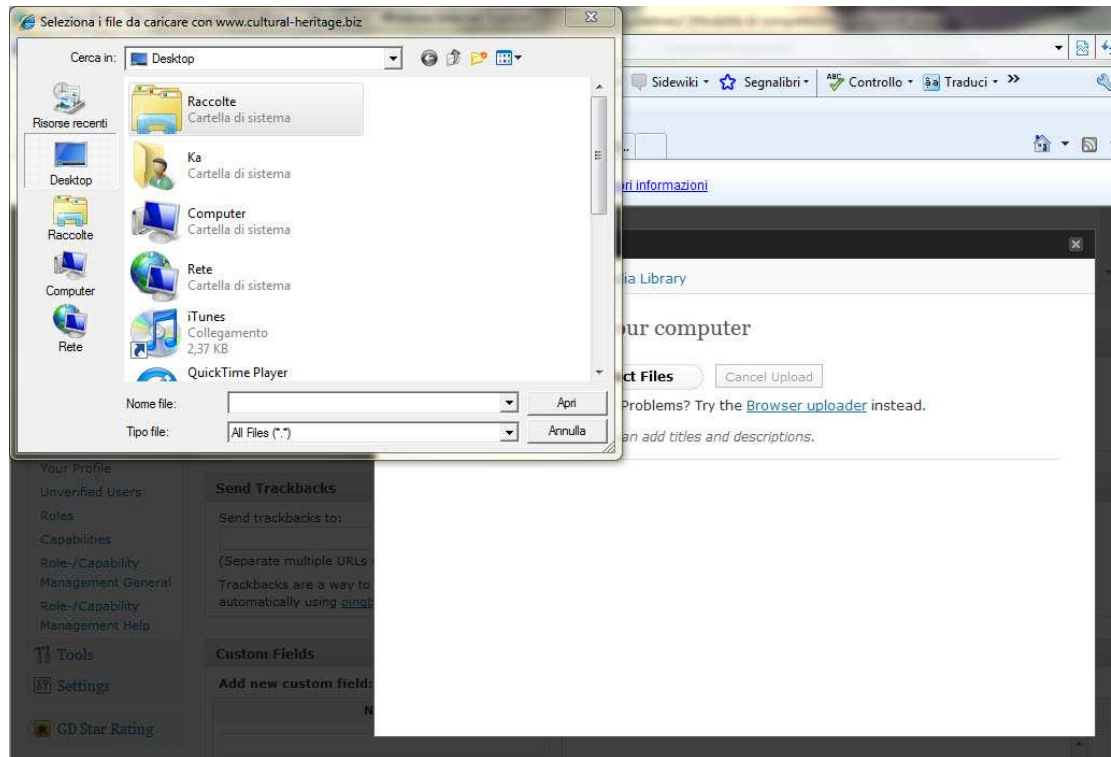 Seleziona i file da caricare con www.cultural-heritage.biz
Cerca in:
Desktop
Risorse recenti
Desktop
Raccolte
Computer
Rete
Raccolte
Cartella di sistema
Ka
Cartella di sistema
Computer
Cartella di sistema
Rete
Cartella di sistema
iTunes
Collegamento
2,37 KB
QuickTime Player
Nome file:
Apri
Tipo file:
All Files (*.*)
Annulla
Sidewiki
Segnalibri
Controllo
Traduci
informazioni
Library
computer
Files
Cancel Upload
Problems? Try the Browser uploader instead.
add titles and descriptions.
Your Profile
Unverified Users
Roles
Capabilities
Role-/Capability
Management General
Role-/Capability
Management Help
Tools
Settings
GD Star Rating
Send Trackbacks
Send trackbacks to:
(Separate multiple URLs
Trackbacks are a way to
automatically using
Custom Fields
Add new custom field: